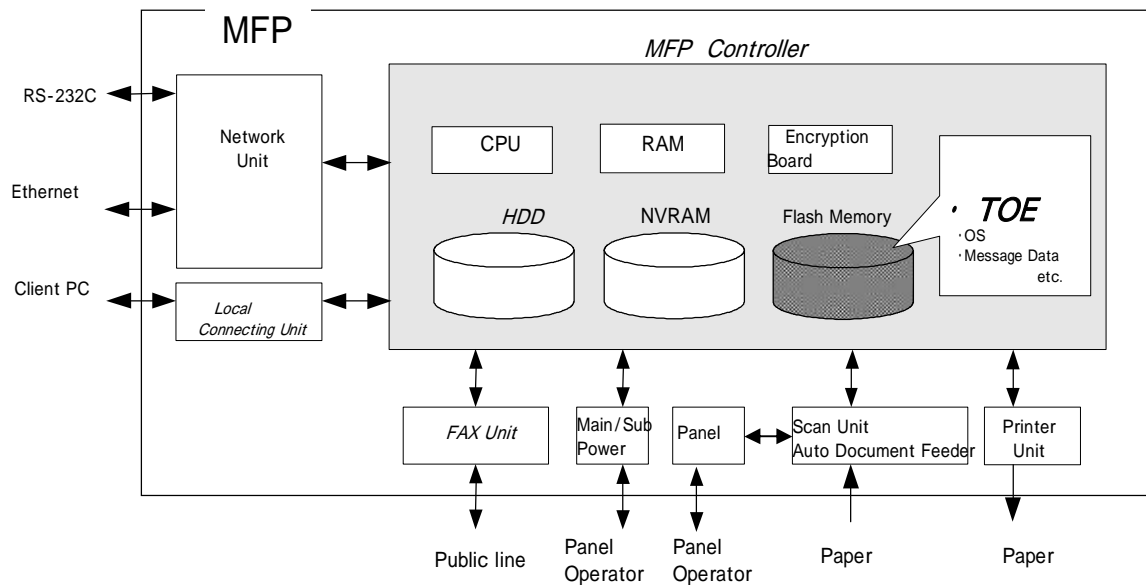 MFP
MFP Controller
RS-232C
Network
Unit
Ethernet
Client PC
Local
Connecting Unit
CPU
RAM
Encryption
Board
HDD
NVRAM
Flash Memory
・ TOE
・OS
・Message Data
etc.
FAX Unit
Main/Sub
Power
Panel
Scan Unit
Auto Document Feeder
Printer
Unit
Public line
Panel
Operator
Panel
Operator
Paper
Paper